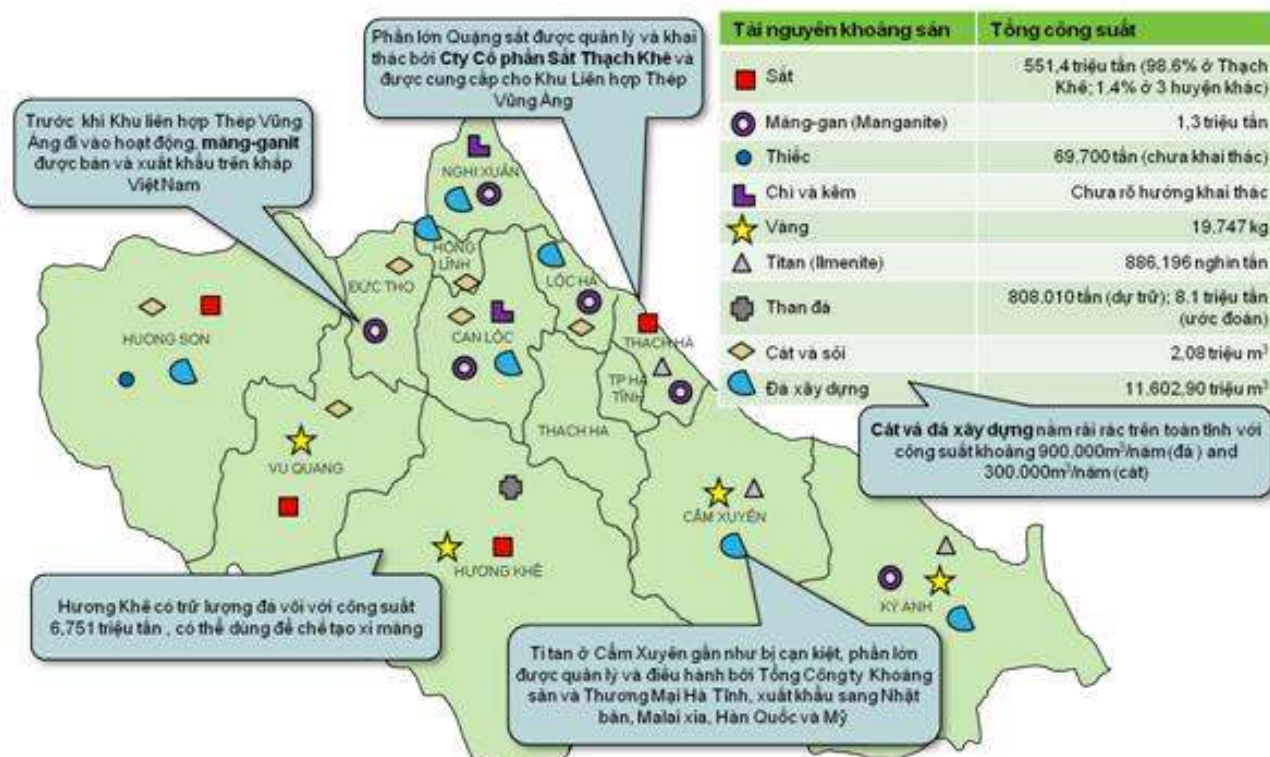 Phần lớn Quặng sắt được quản lý và khai
thác bởi Cty Cổ phần Sắt Thạch Khê và
được cung cấp cho Khu Liên hợp Thép
Vũng Áng
Trước khi Khu liên hợp Thép Vũng
Áng đi vào hoạt động, măng-ganit
được bán và xuất khẩu trên khắp
Việt Nam
Tài nguyên khoáng sản
Tổng công suất
Sắt
551,4 triệu tấn (98.6% ở Thạch
Khê; 1.4% ở 3 huyện khác)
Măng-gan (Manganite)
1,3 triệu tấn
Thiếc
69.700 tấn (chưa khai thác)
Chì và kẽm
Chưa rõ hướng khai thác
Vàng
19.747 kg
Titan (Ilmenite)
886,196 nghìn tấn
Than đá
808.010 tấn (dự trữ); 8.1 triệu tấn
(ước đoán)
Cát và sỏi
2,08 triệu m³
Đá xây dựng
11.602,90 triệu m³
NGHI XUÂN
HỒNG
LĨNH
ĐỨC THỌ
LỘC HÀ
HƯƠNG SƠN
CAN LỘC
THẠCH HÀ
TP HÀ
TĨNH
THẠCH HÀ
VŨ QUANG
CẨM XUYÊN
HƯƠNG KHÊ
KỲ ANH
Cát và đá xây dựng nằm rải rác trên toàn tỉnh với
công suất khoảng 900.000m³/năm (đá ) and
300.000m³/năm (cát)
Hương Khê có trữ lượng đá vôi với công suất
6,751 triệu tấn , có thể dùng để chế tạo xi măng
Ti tan ở Cẩm Xuyên gần như bị cạn kiệt, phần lớn
được quản lý và điều hành bởi Tổng Công ty Khoáng
sản và Thương Mại Hà Tĩnh, xuất khẩu sang Nhật
bản, Malai xia, Hàn Quốc và Mỹ